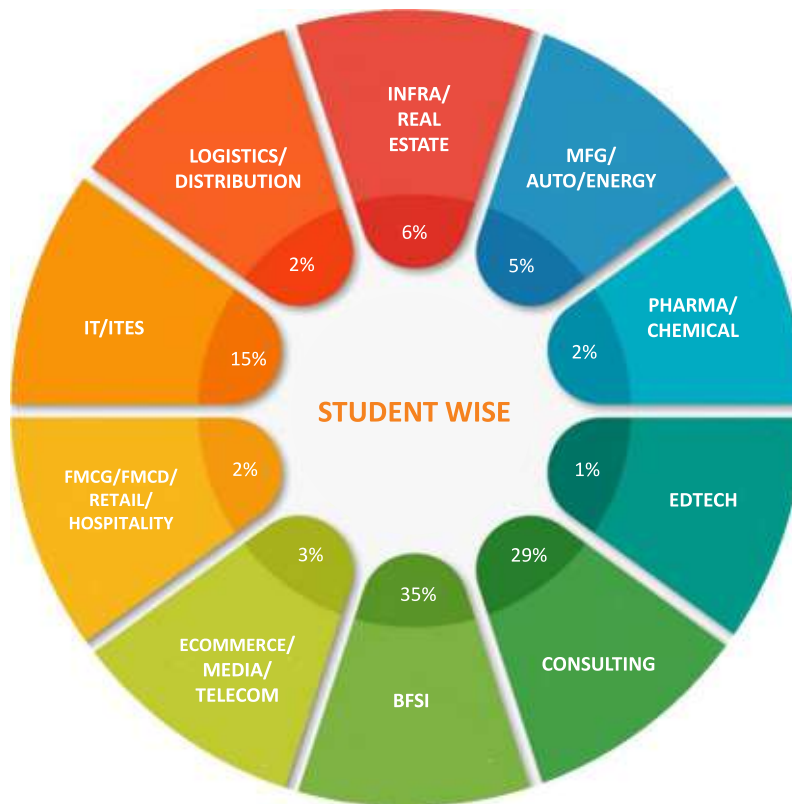 INFRA/
REAL
ESTATE
6%
MFG/
AUTO/ENERGY
5%
PHARMA/
CHEMICAL
2%
EDTECH
1%
CONSULTING
29%
BFSI
35%
ECOMMERCE/
MEDIA/
TELECOM
3%
FMCG/FMCD/
RETAIL/
HOSPITALITY
2%
IT/ITES
15%
LOGISTICS/
DISTRIBUTION
2%
STUDENT WISE